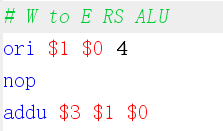 # W to E RS ALU
ori $1 $0 4
nop
addu $3 $1 $0